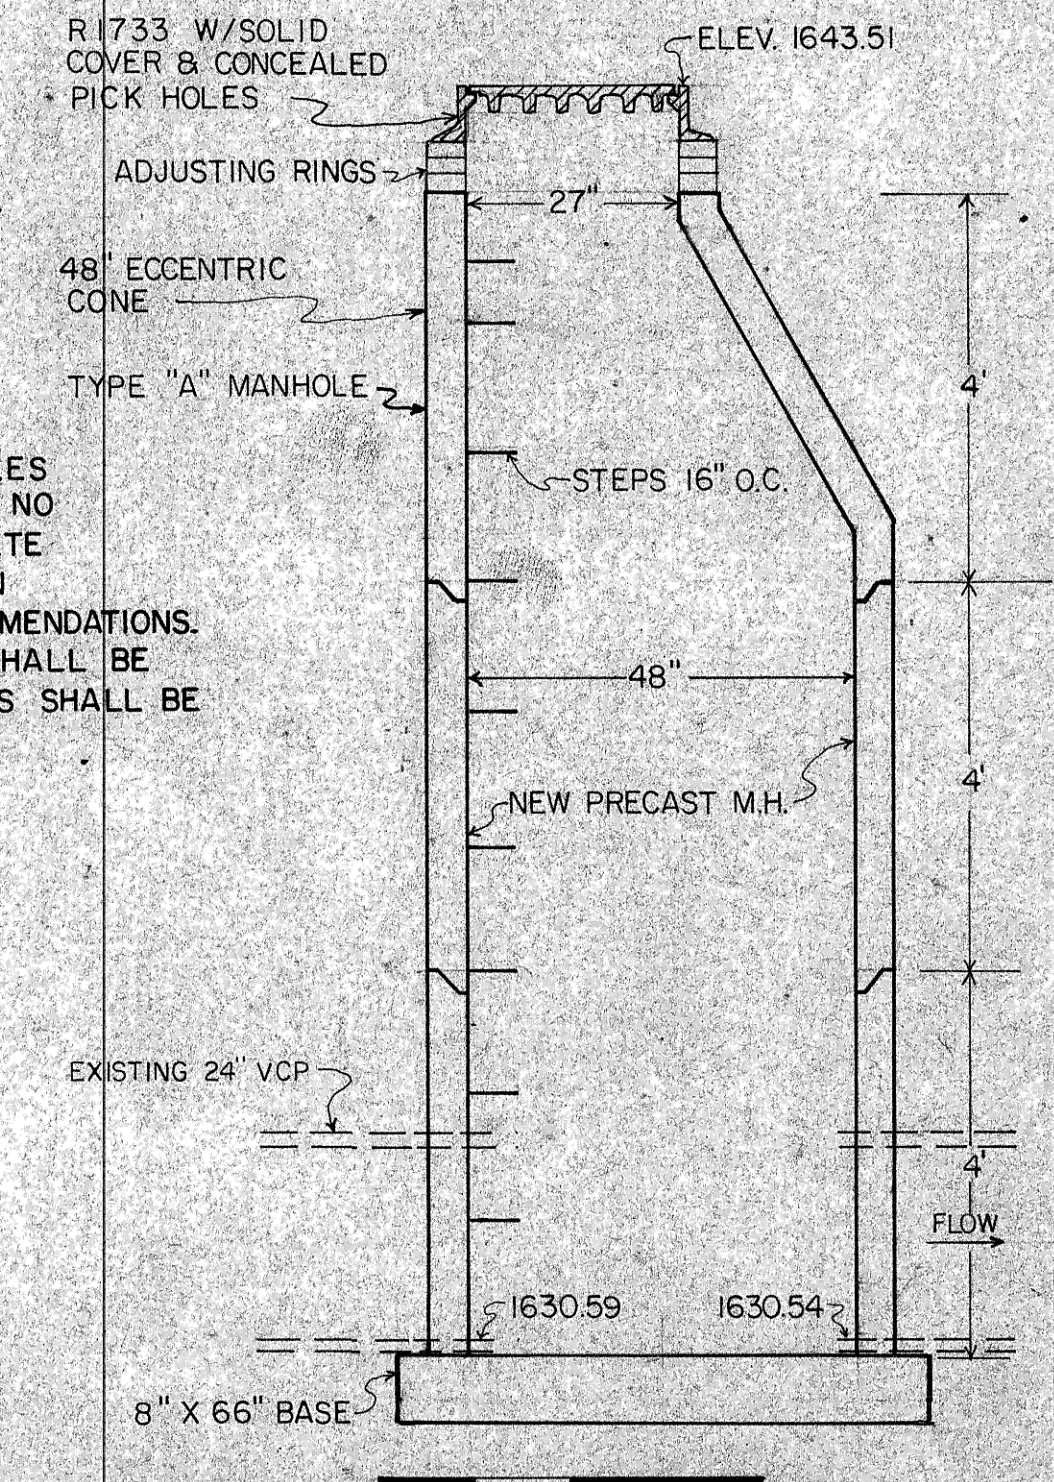 R1733 W/SOLID
COVER & CONCEALED
PICK HOLES
ELEV. 1643.51
ADJUSTING RINGS
27"
48" ECCENTRIC
CONE
4'
TYPE "A" MANHOLE
STEPS 16" O.C.
LES
NO
TE
N
MENDATIONS.
HALL BE
S SHALL BE
48"
4'
NEW PRECAST M.H.
EXISTING 24" VCP
4'
FLOW
1630.59
1630.54
8" X 66" BASE